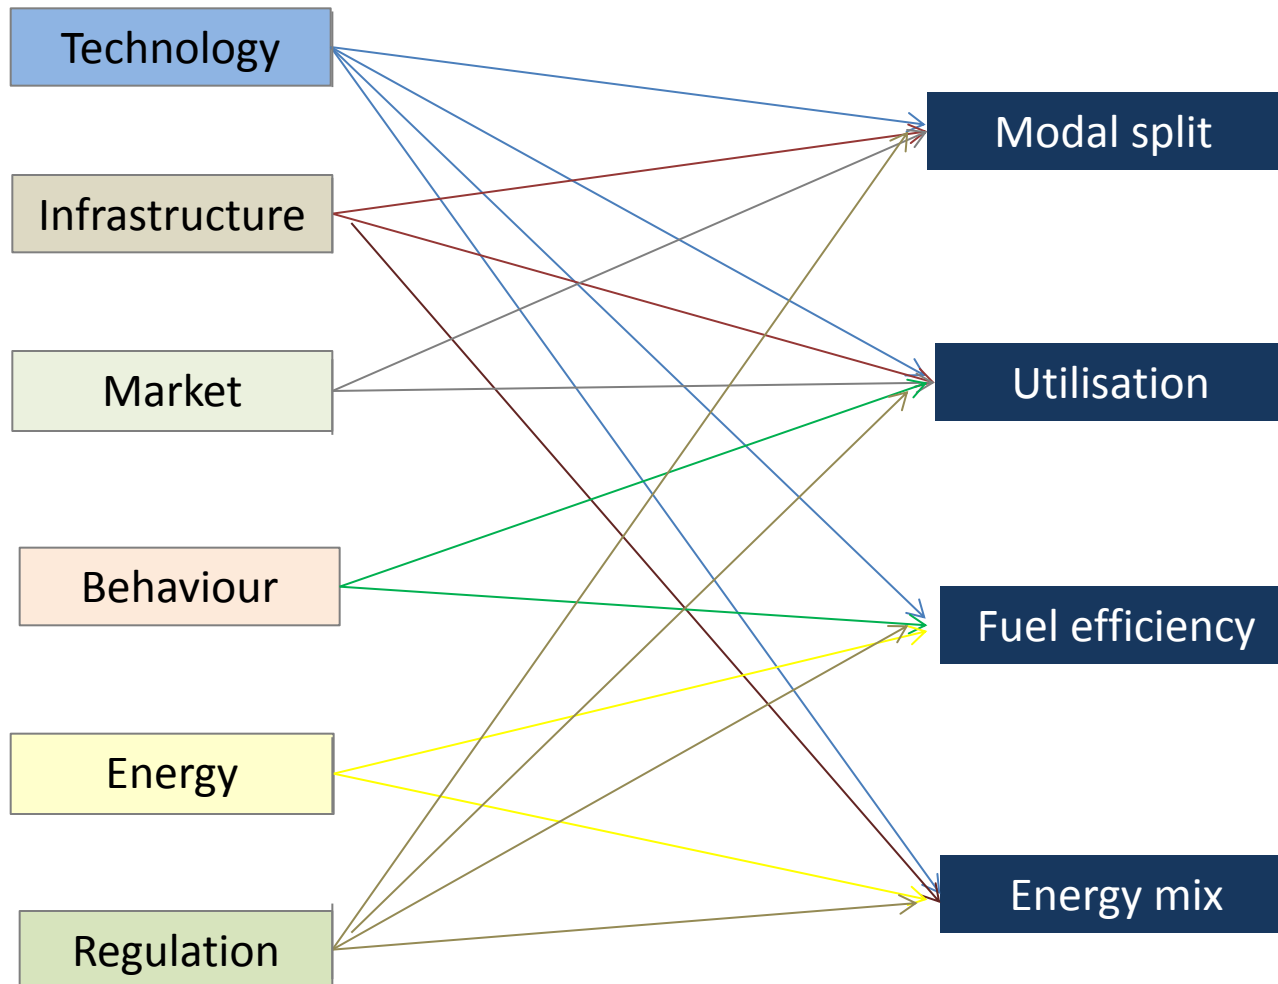 Technology
Infrastructure
Market
Behaviour
Energy
Regulation
Modal split
Utilisation
Fuel efficiency
Energy mix